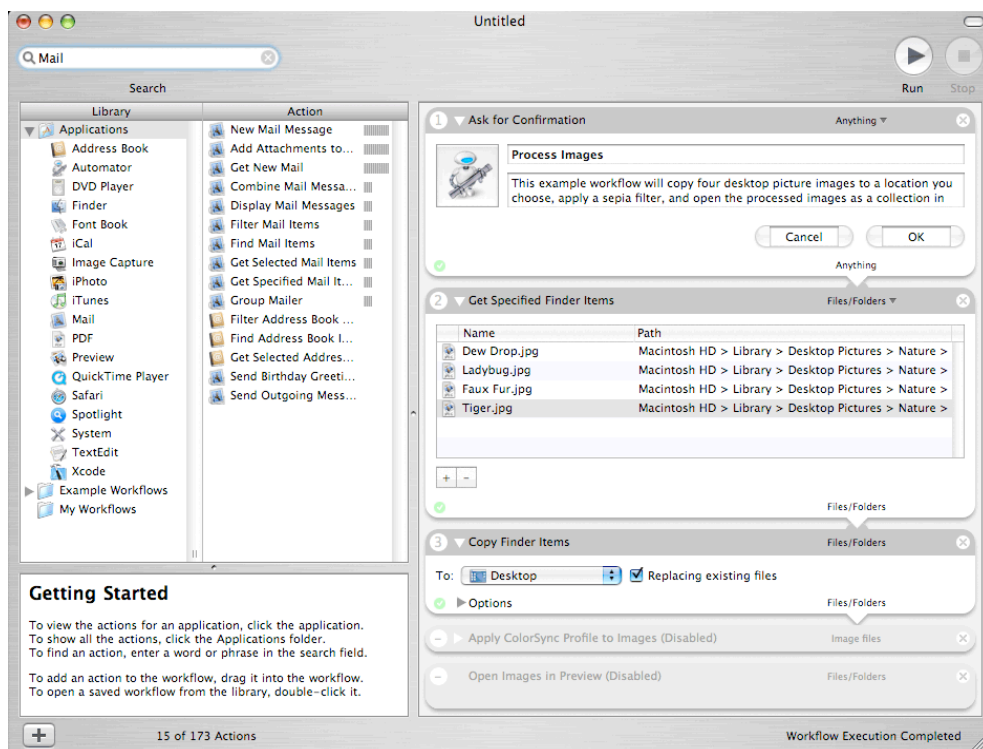 Untitled
Mail
Search
Run
Stop
Library
Applications
Address Book
Automator
DVD Player
Finder
Font Book
iCal
Image Capture
iPhoto
iTunes
Mail
PDF
Preview
QuickTime Player
Safari
Spotlight
System
TextEdit
Xcode
Example Workflows
My Workflows
Action
New Mail Message
Add Attachments to...
Get New Mail
Combine Mail Messa...
Display Mail Messages
Filter Mail Items
Find Mail Items
Get Selected Mail Items
Get Specified Mail It...
Group Mailer
Filter Address Book ...
Find Address Book I...
Get Selected Addres...
Send Birthday Greeti...
Send Outgoing Mess...
Getting Started
To view the actions for an application, click the application.
To show all the actions, click the Applications folder.
To find an action, enter a word or phrase in the search field.
To add an action to the workflow, drag it into the workflow.
To open a saved workflow from the library, double-click it.
1 Ask for Confirmation Anything
Process Images
This example workflow will copy four desktop picture images to a location you
choose, apply a sepia filter, and open the processed images as a collection in
Cancel OK
Anything
2 Get Specified Finder Items Files/Folders
Name Path
Dew Drop.jpg Macintosh HD > Library > Desktop Pictures > Nature >
Ladybug.jpg Macintosh HD > Library > Desktop Pictures > Nature >
Faux Fur.jpg Macintosh HD > Library > Desktop Pictures > Nature >
Tiger.jpg Macintosh HD > Library > Desktop Pictures > Nature >
+ -
Files/Folders
3 Copy Finder Items Files/Folders
To: Desktop Replacing existing files
Options Files/Folders
Apply ColorSync Profile to Images (Disabled) Image files
Open Images in Preview (Disabled) Files/Folders
15 of 173 Actions
Workflow Execution Completed